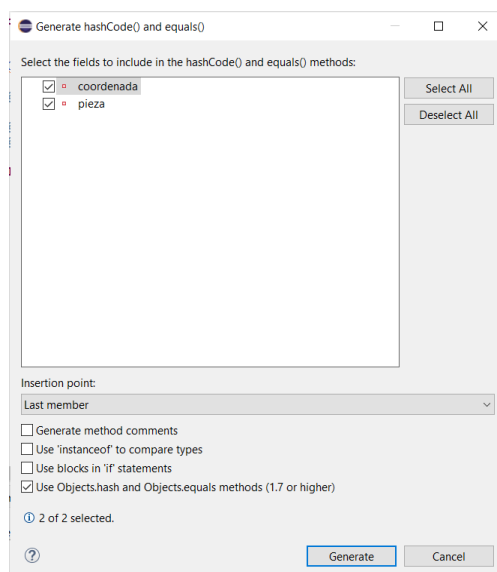 Generate hashCode() and equals()
Select the fields to include in the hashCode() and equals() methods:
coordenada
pieza
Select All
Deselect All
Insertion point:
Last member
Generate method comments
Use 'instanceof' to compare types
Use blocks in 'if' statements
Use Objects.hash and Objects.equals methods (1.7 or higher)
2 of 2 selected.
Generate
Cancel